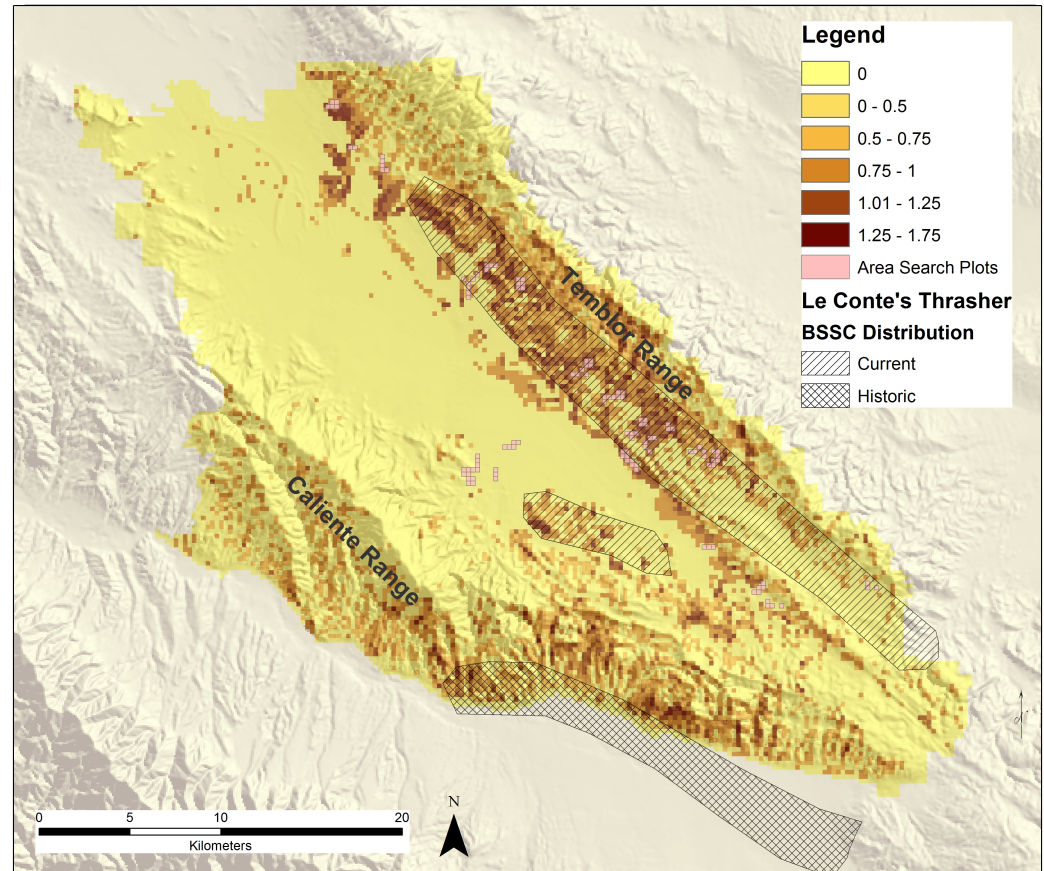 Legend
0
0 - 0.5
0.5 - 0.75
0.75 - 1
1.01 - 1.25
1.25 - 1.75
Area Search Plots
Le Conte's Thrasher
BSSC Distribution
Current
Historic
Temblor Range
Caliente Range
0 5 10 20
Kilometers
N